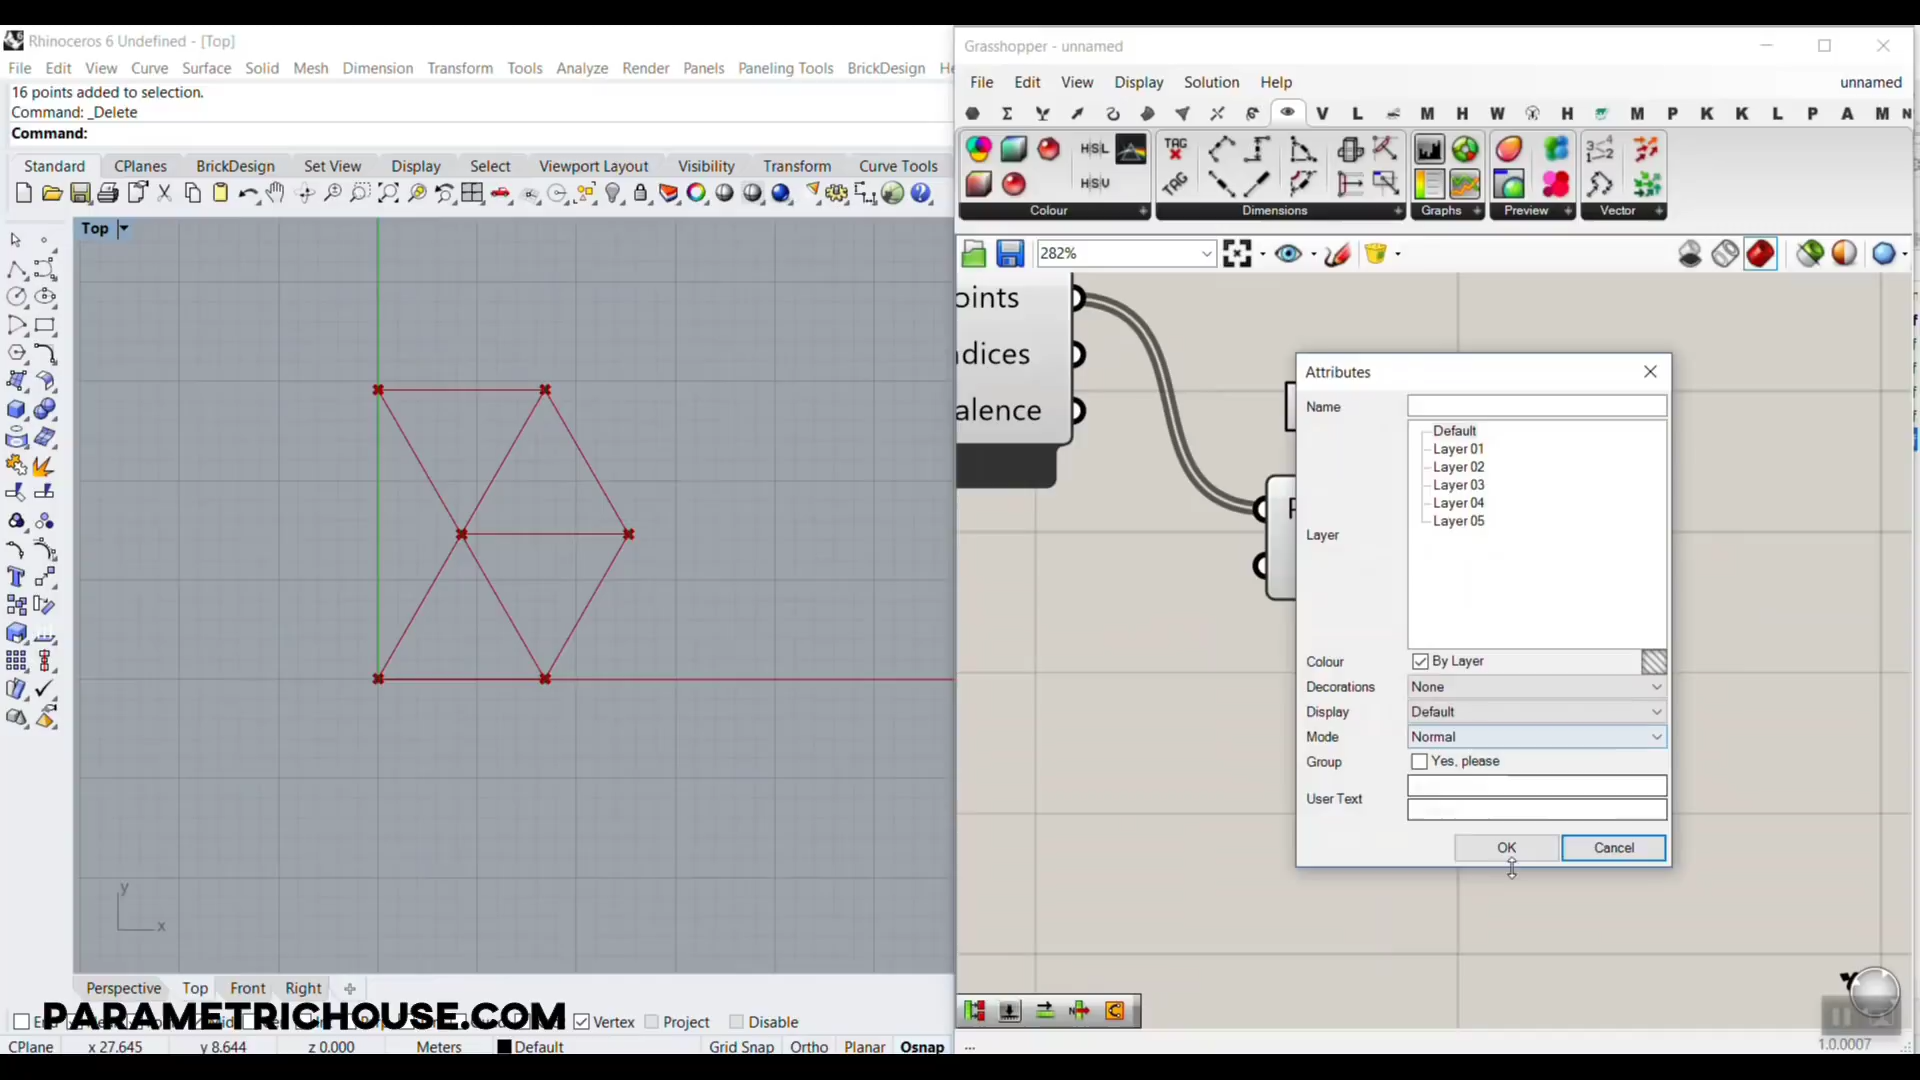 Rhinoceros 6 Undefined - [Top]
File Edit View Curve Surface Solid Mesh Dimension Transform Tools Analyze Render Panels Paneling Tools BrickDesign He
16 points added to selection.
Command: _Delete
Command:
Standard CPlanes BrickDesign Set View Display Select Viewport Layout Visibility Transform Curve Tools
Top
y
x
Perspective Top Front Right
PARAMETRICHOUSE.COM
Vertex Project Disable
CPlane x 27.645 y 8.644 z 0.000 Meters Default Grid Snap Ortho Planar Osnap
Grasshopper - unnamed
File Edit View Display Solution Help unnamed
V L M H W H M P K K L P A M N
HSL
TAG
HSU
TAG
Colour Dimensions Graphs Preview Vector
282%
oints
ndices
alence
Attributes
Name
Default
Layer 01
Layer 02
Layer 03
Layer 04
Layer 05
Layer
Colour By Layer
Decorations None
Display Default
Mode Normal
Group Yes, please
User Text
OK Cancel
...
1.0.0007